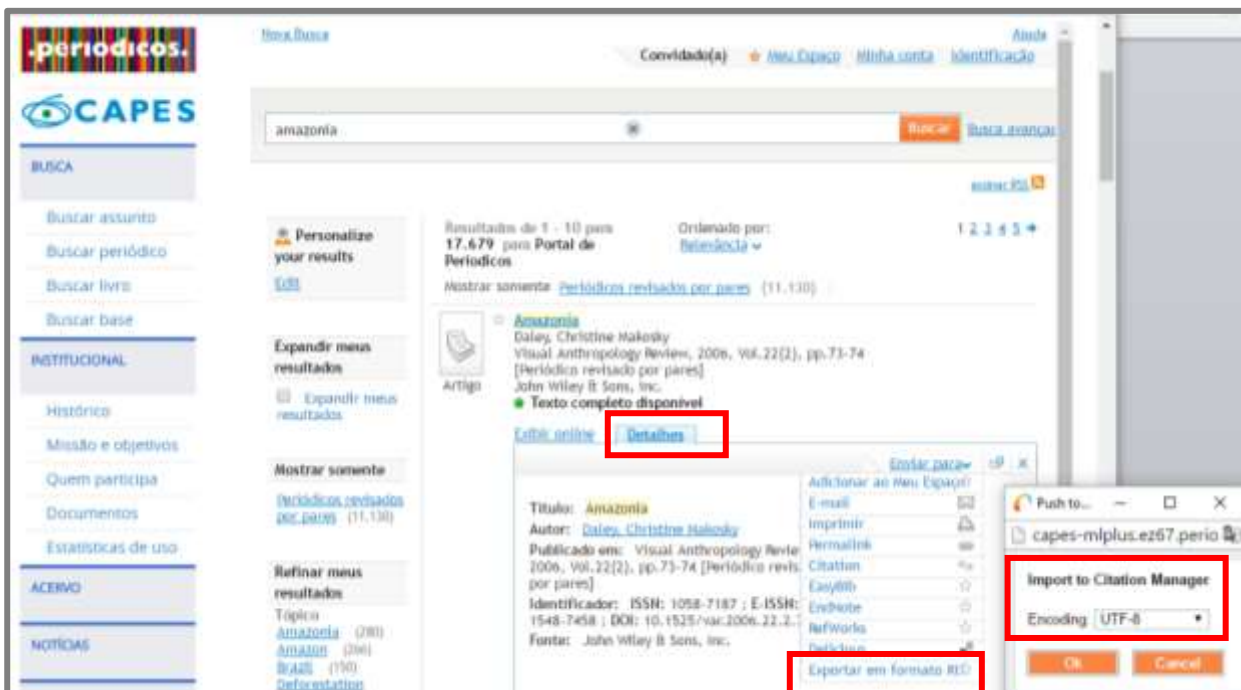 .periodicos.
CAPES
BUSCA
Buscar assunto
Buscar periódico
Buscar livro
Buscar base
INSTITUCIONAL
Histórico
Missão e objetivos
Quem participa
Documentos
Estatísticas de uso
ACERVO
NOTÍCIAS
Nova Busca
Ajuda
Convidado(a) Meu Espaço Minha conta Identificação
amazonia
Buscar Busca avançad
assinar RSS
Personalize
your results
Edit
Expandir meus
resultados
Expandir meus
resultados
Mostrar somente
Periódicos revisados
por pares (11.130)
Refinar meus
resultados
Tópico
Amazonia (280)
Amazon (266)
Brazil (150)
Deforestation
Resultados de 1 - 10 para
17.679 para Portal de
Periodicos
Ordenado por:
Relevância
1 2 3 4 5
Mostrar somente Periódicos revisados por pares (11.130)
Artigo
Amazonia
Daley, Christine Makosky
Visual Anthropology Review, 2006, Vol.22(2), pp.73-74
[Periódico revisado por pares]
John Wiley & Sons, Inc.
Texto completo disponível
Exibir online Detalhes
Enviar para
Título: Amazonia
Autor: Daley, Christine Makosky
Publicado em: Visual Anthropology Revie
2006, Vol.22(2), pp.73-74 [Periódico revis
por pares]
Identificador: ISSN: 1058-7187 ; E-ISSN:
1548-7458 ; DOI: 10.1525/var.2006.22.2.
Fonte: John Wiley & Sons, Inc.
Adicionar ao Meu Espaço
E-mail
Imprimir
Permalink
Citation
EasyBib
EndNote
RefWorks
Delicious
Exportar em formato RIS
Push to...
capes-mlplus.ez67.perio
Import to Citation Manager
Encoding UTF-8
Ok Cancel